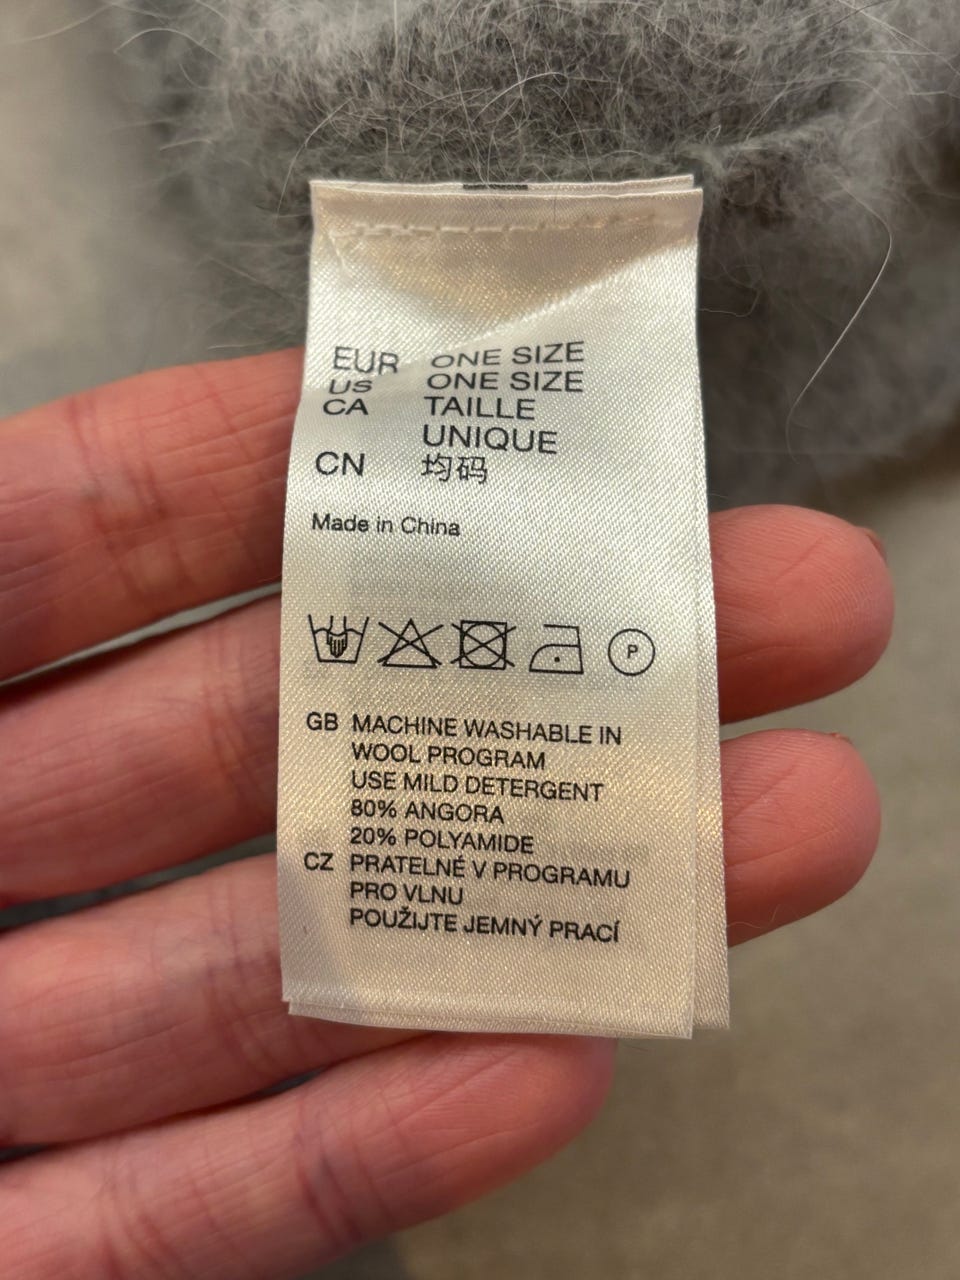 EUR ONE SIZE
US ONE SIZE
CA TAILLE
UNIQUE
CN 均码
Made in China
P
GB MACHINE WASHABLE IN
WOOL PROGRAM
USE MILD DETERGENT
80% ANGORA
20% POLYAMIDE
CZ PRATELNÉ V PROGRAMU
PRO VLNU
POUŽIJTE JEMNÝ PRACÍ